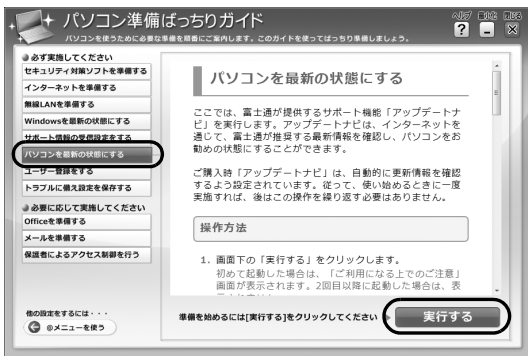 パソコン準備ばっちりガイド
パソコンを使うために必要な準備を順番にご案内します。このガイドを使ってばっちり準備しましょう。
ヘルプ 最小化 閉じる
必ず実施してください
セキュリティ対策ソフトを準備する
インターネットを準備する
無線LANを準備する
Windowsを最新の状態にする
サポート情報の受信設定をする
パソコンを最新の状態にする
ユーザー登録をする
トラブルに備え設定を保存する
必要に応じて実施してください
Officeを準備する
メールを準備する
保護者によるアクセス制御を行う
他の設定をするには・・・
@メニューを使う
パソコンを最新の状態にする
ここでは、富士通が提供するサポート機能「アップデートナ
ビ」を実行します。アップデートナビは、インターネットを
通じて、富士通が推奨する最新情報を確認し、パソコンをお
勧めの状態にすることができます。
ご購入時「アップデートナビ」は、自動的に更新情報を確認
するよう設定されています。従って、使い始めるときに一度
実施すれば、後はこの操作を繰り返す必要はありません。
操作方法
1. 画面下の「実行する」をクリックします。
初めて起動した場合は、「ご利用になる上でのご注意」
画面が表示されます。2回目以降に起動した場合は、表
準備を始めるには[実行する]をクリックしてください
実行する